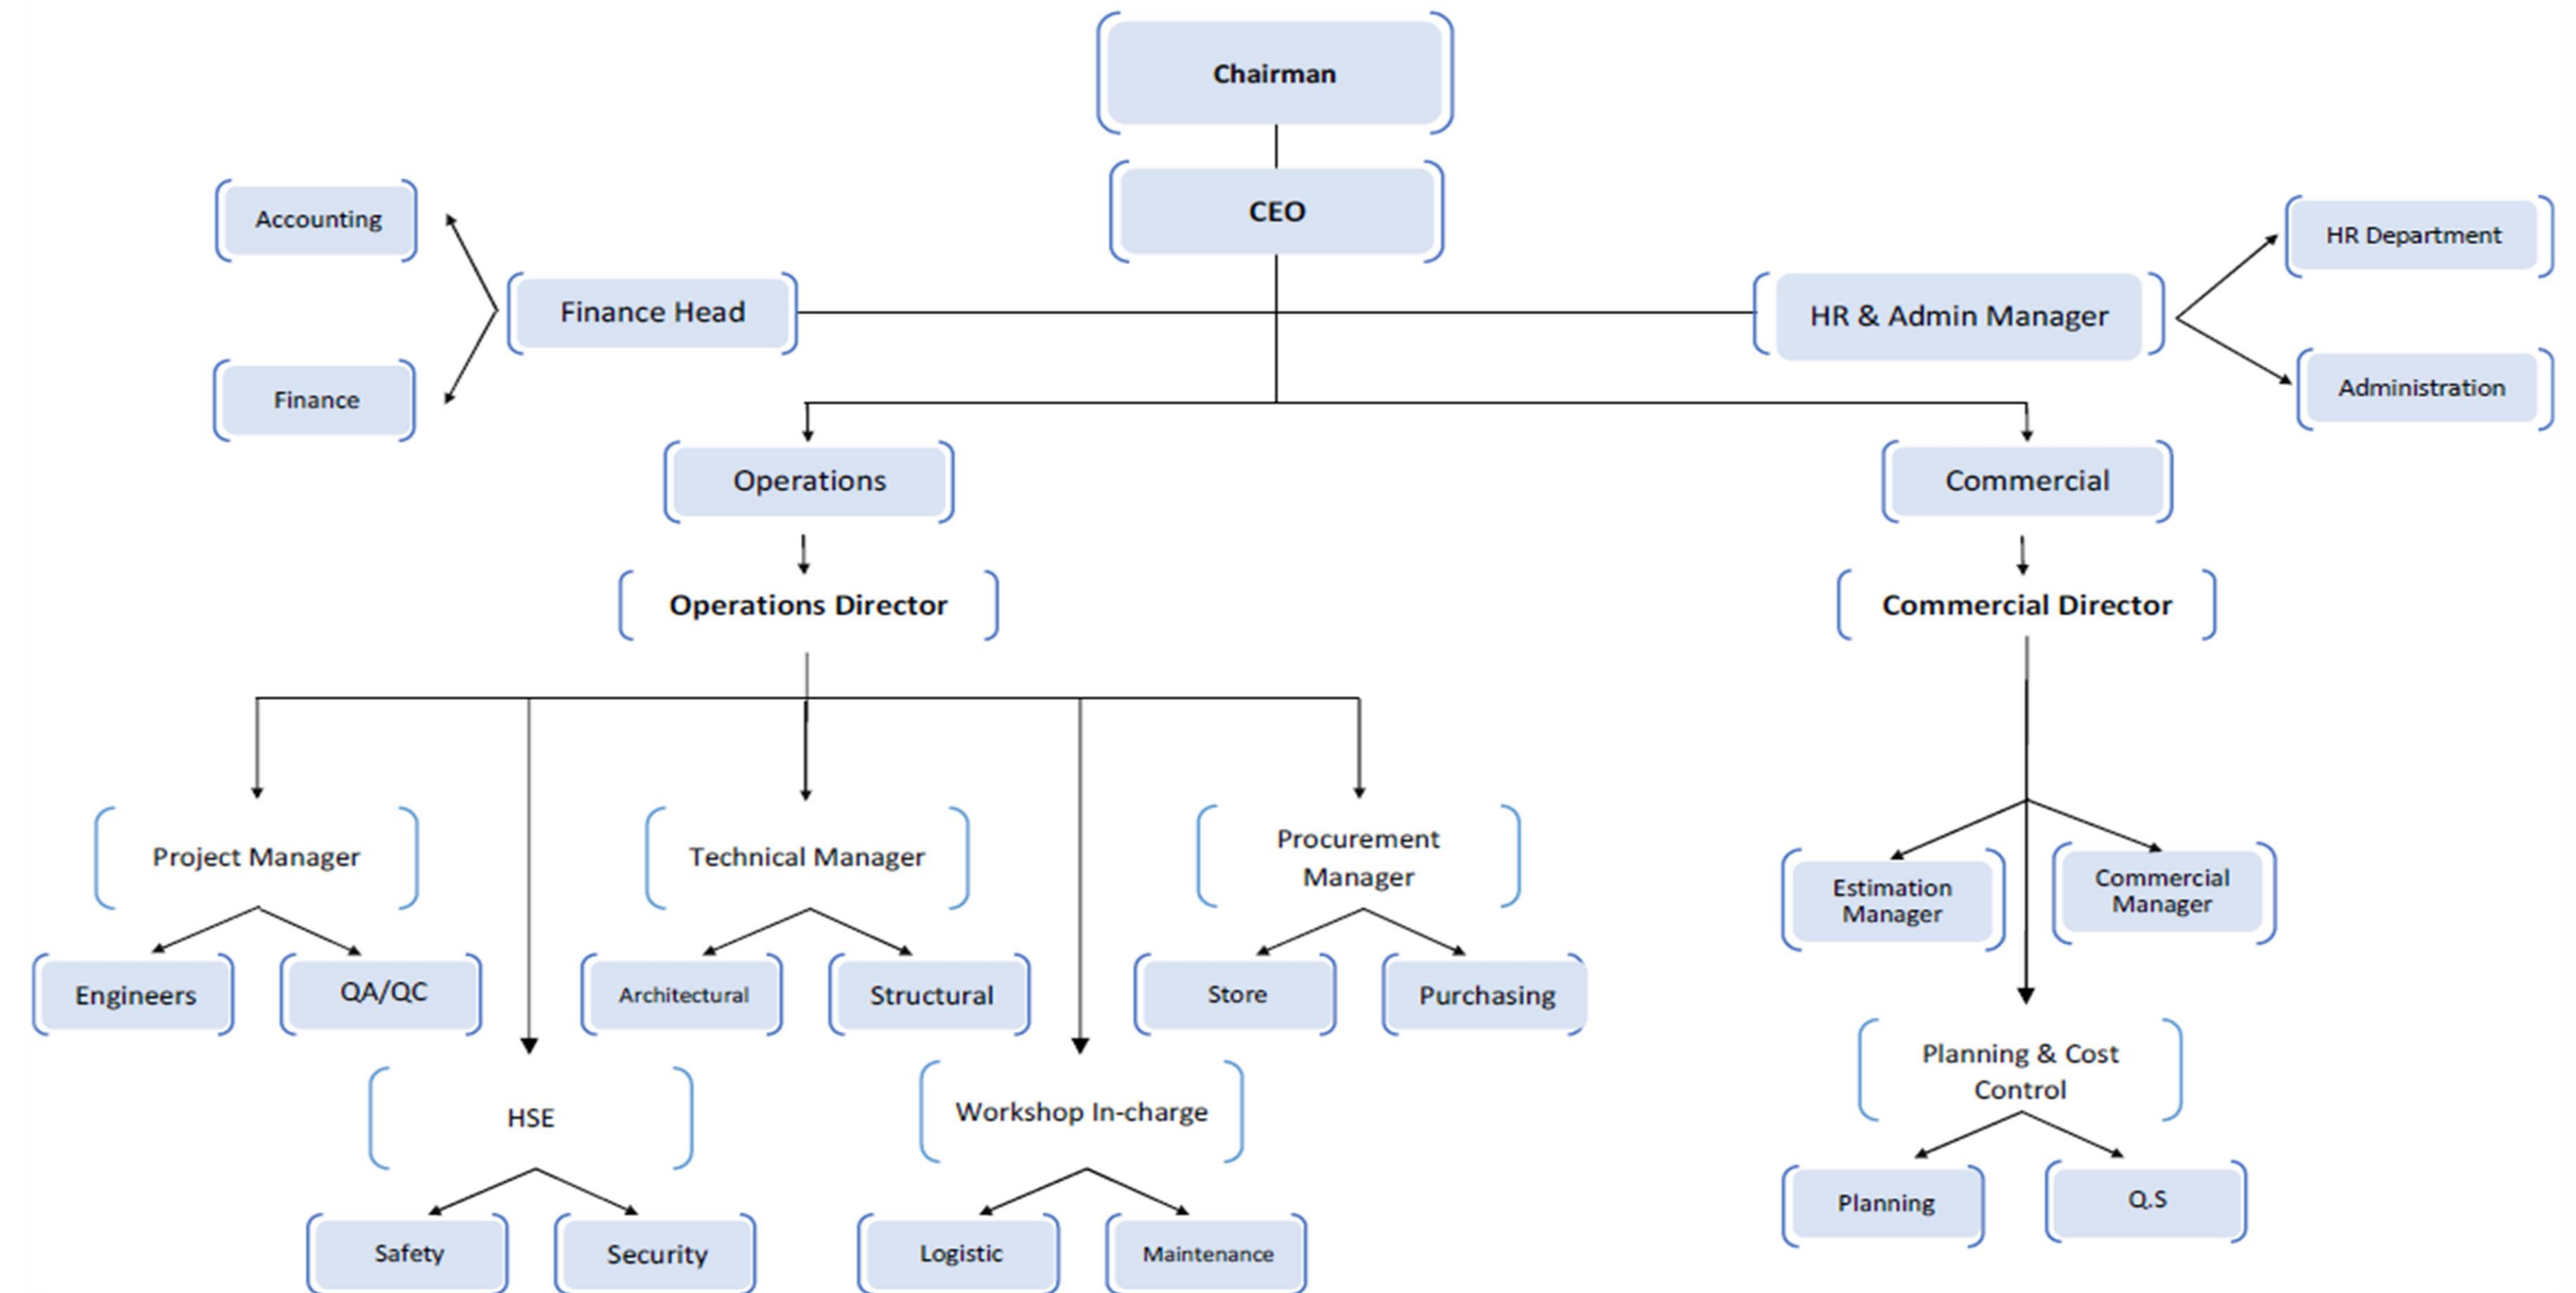 Chairman
CEO
Accounting
HR Department
Finance Head
HR & Admin Manager
Finance
Administration
Operations
Commercial
Operations Director
Commercial Director
Project Manager
Technical Manager
Procurement
Manager
Estimation
Manager
Commercial
Manager
Engineers
QA/QC
Architectural
Structural
Store
Purchasing
HSE
Workshop In-charge
Planning & Cost
Control
Safety
Security
Logistic
Maintenance
Planning
Q.S